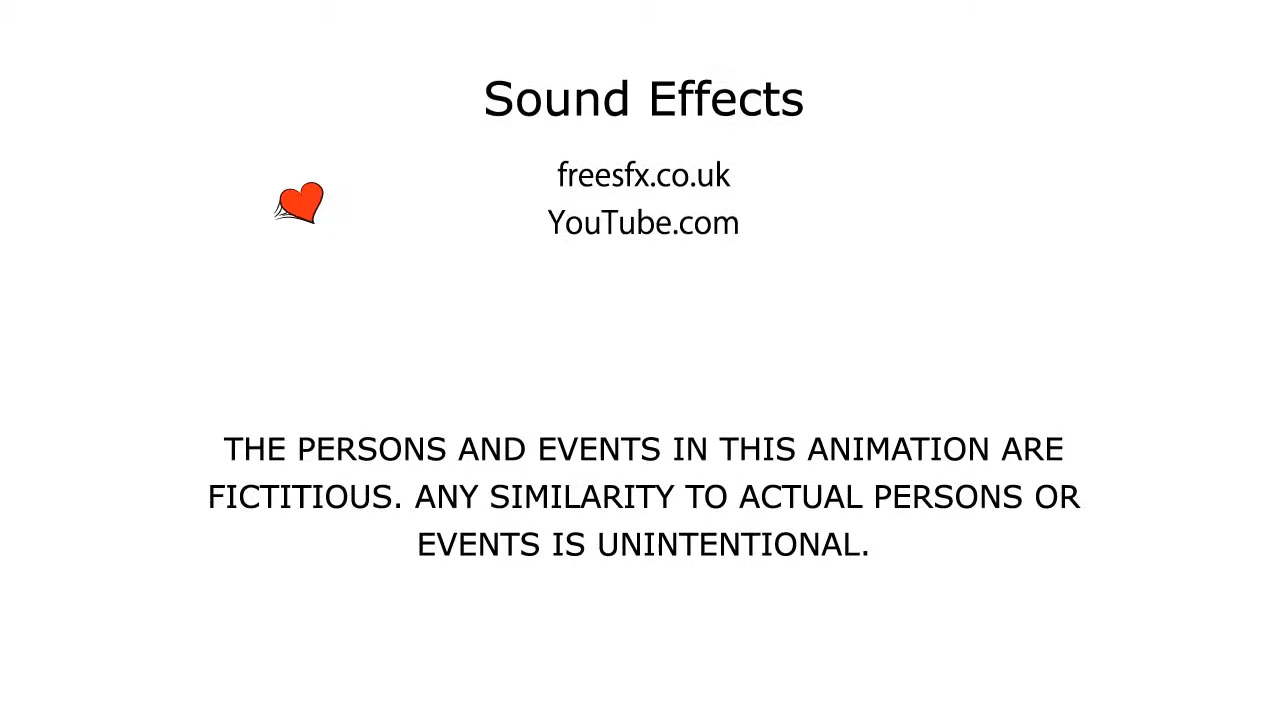 Sound Effects
freesfx.co.uk
YouTube.com
THE PERSONS AND EVENTS IN THIS ANIMATION ARE
FICTITIOUS. ANY SIMILARITY TO ACTUAL PERSONS OR
EVENTS IS UNINTENTIONAL.